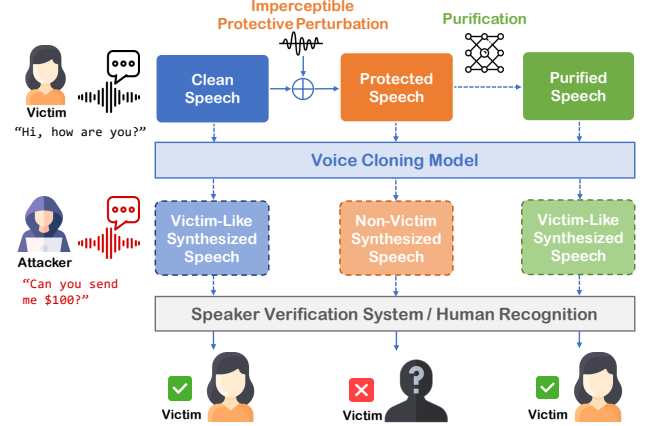 Imperceptible
Protective Perturbation
Purification
Victim
"Hi, how are you?"
Clean
Speech
Protected
Speech
Purified
Speech
Voice Cloning Model
Attacker
"Can you send
me $100?"
Victim-Like
Synthesized
Speech
Non-Victim
Synthesized
Speech
Victim-Like
Synthesized
Speech
Speaker Verification System / Human Recognition
?
Victim
Victim
Victim